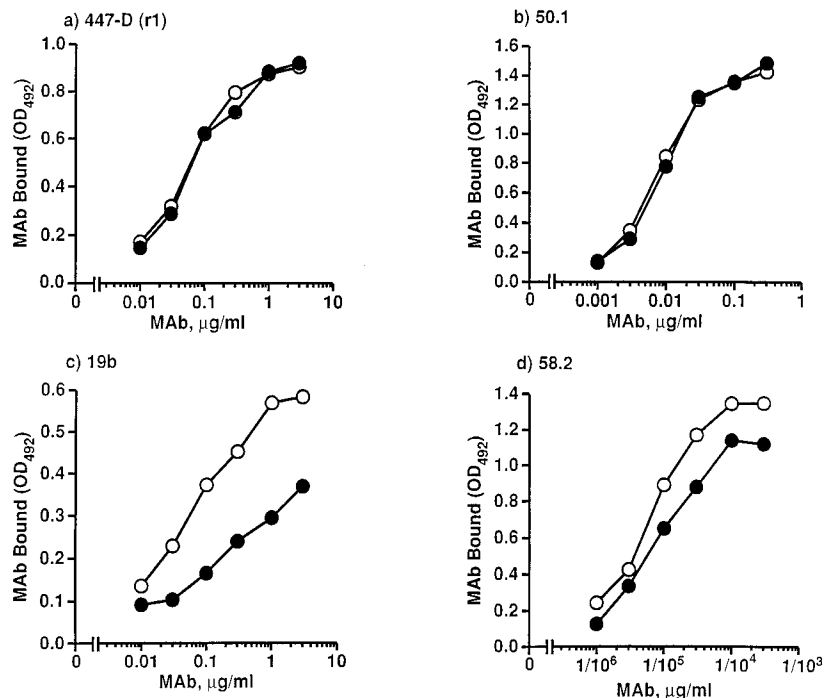 a) 447-D (r1)
MAb Bound (OD492)
1.0
0.8
0.6
0.4
0.2
0.0
0 0.01 0.1 1 10
MAb, µg/ml
b) 50.1
MAb Bound (OD492)
1.6
1.4
1.2
1.0
0.8
0.6
0.4
0.2
0.0
0 0.001 0.01 0.1 1
MAb, µg/ml
c) 19b
MAb Bound (OD492)
0.6
0.5
0.4
0.3
0.2
0.1
0.0
0 0.01 0.1 1 10
MAb, µg/ml
d) 58.2
MAb Bound (OD492)
1.4
1.2
1.0
0.8
0.6
0.4
0.2
0.0
0 1/10⁶ 1/10⁵ 1/10⁴ 1/10³
MAb, µg/ml